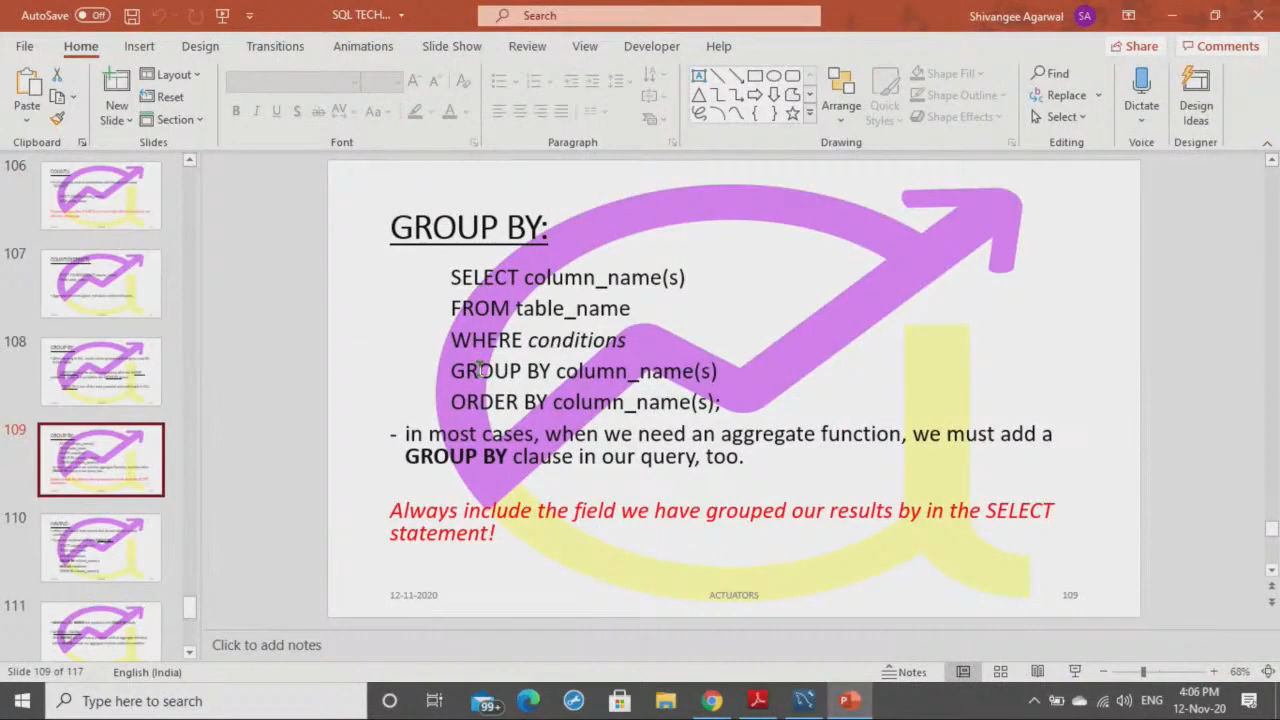 AutoSave Off SQL TECH... Search Shivangee Agarwal SA
File Home Insert Design Transitions Animations Slide Show Review View Developer Help Share Comments
Paste New Slide Layout Reset Section Arrange Quick Styles Shape Fill Shape Outline Shape Effects Find Replace Select Dictate Design Ideas
B I U S ab AV Aa A A A
Clipboard Slides Font Paragraph Drawing Editing Voice Designer
106
107
108
109
110
111
GROUP BY:
SELECT column_name(s)
FROM table_name
WHERE conditions
GROUP BY column_name(s)
ORDER BY column_name(s);
- in most cases, when we need an aggregate function, we must add a
GROUP BY clause in our query, too.
Always include the field we have grouped our results by in the SELECT
statement!
12-11-2020 ACTUATORS 109
Click to add notes
Slide 109 of 117 English (India) Notes 68%
Type here to search 99+ ENG 4:06 PM
12-Nov-20